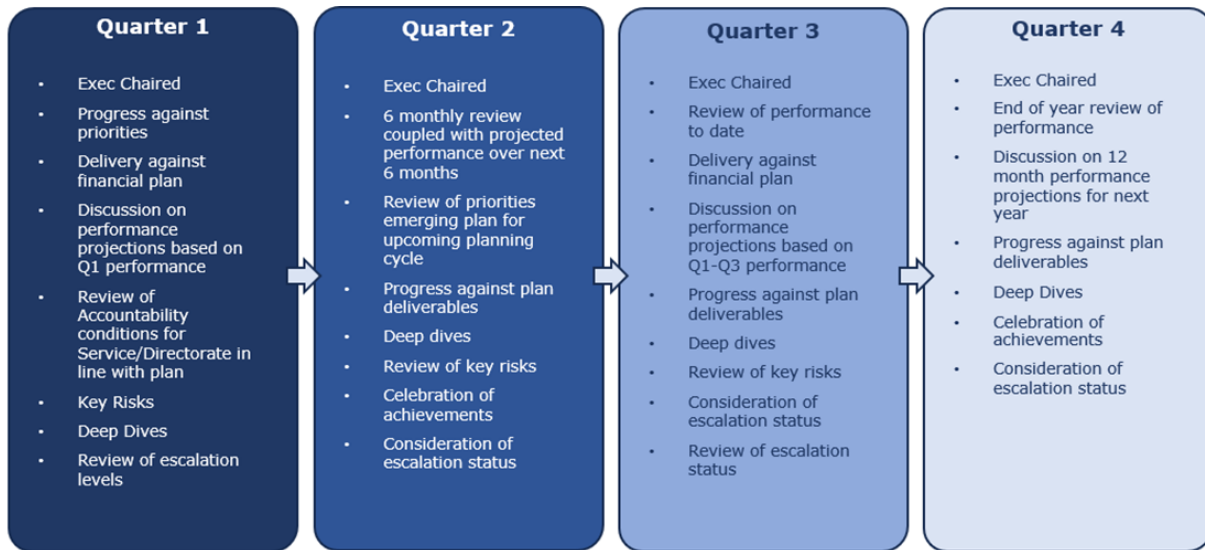 Quarter 1
• Exec Chaired
• Progress against
priorities
• Delivery against
financial plan
• Discussion on
performance
projections based on
Q1 performance
• Review of
Accountability
conditions for
Service/Directorate in
line with plan
• Key Risks
• Deep Dives
• Review of escalation
levels
Quarter 2
• Exec Chaired
• 6 monthly review
coupled with projected
performance over next
6 months
• Review of priorities
emerging plan for
upcoming planning
cycle
• Progress against plan
deliverables
• Deep dives
• Review of key risks
• Celebration of
achievements
• Consideration of
escalation status
Quarter 3
• Exec Chaired
• Review of performance
to date
• Delivery against
financial plan
• Discussion on
performance
projections based on
Q1-Q3 performance
• Progress against plan
deliverables
• Deep dives
• Review of key risks
• Consideration of
escalation status
• Review of escalation
status
Quarter 4
• Exec Chaired
• End of year review of
performance
• Discussion on 12
month performance
projections for next
year
• Progress against plan
deliverables
• Deep Dives
• Celebration of
achievements
• Consideration of
escalation status